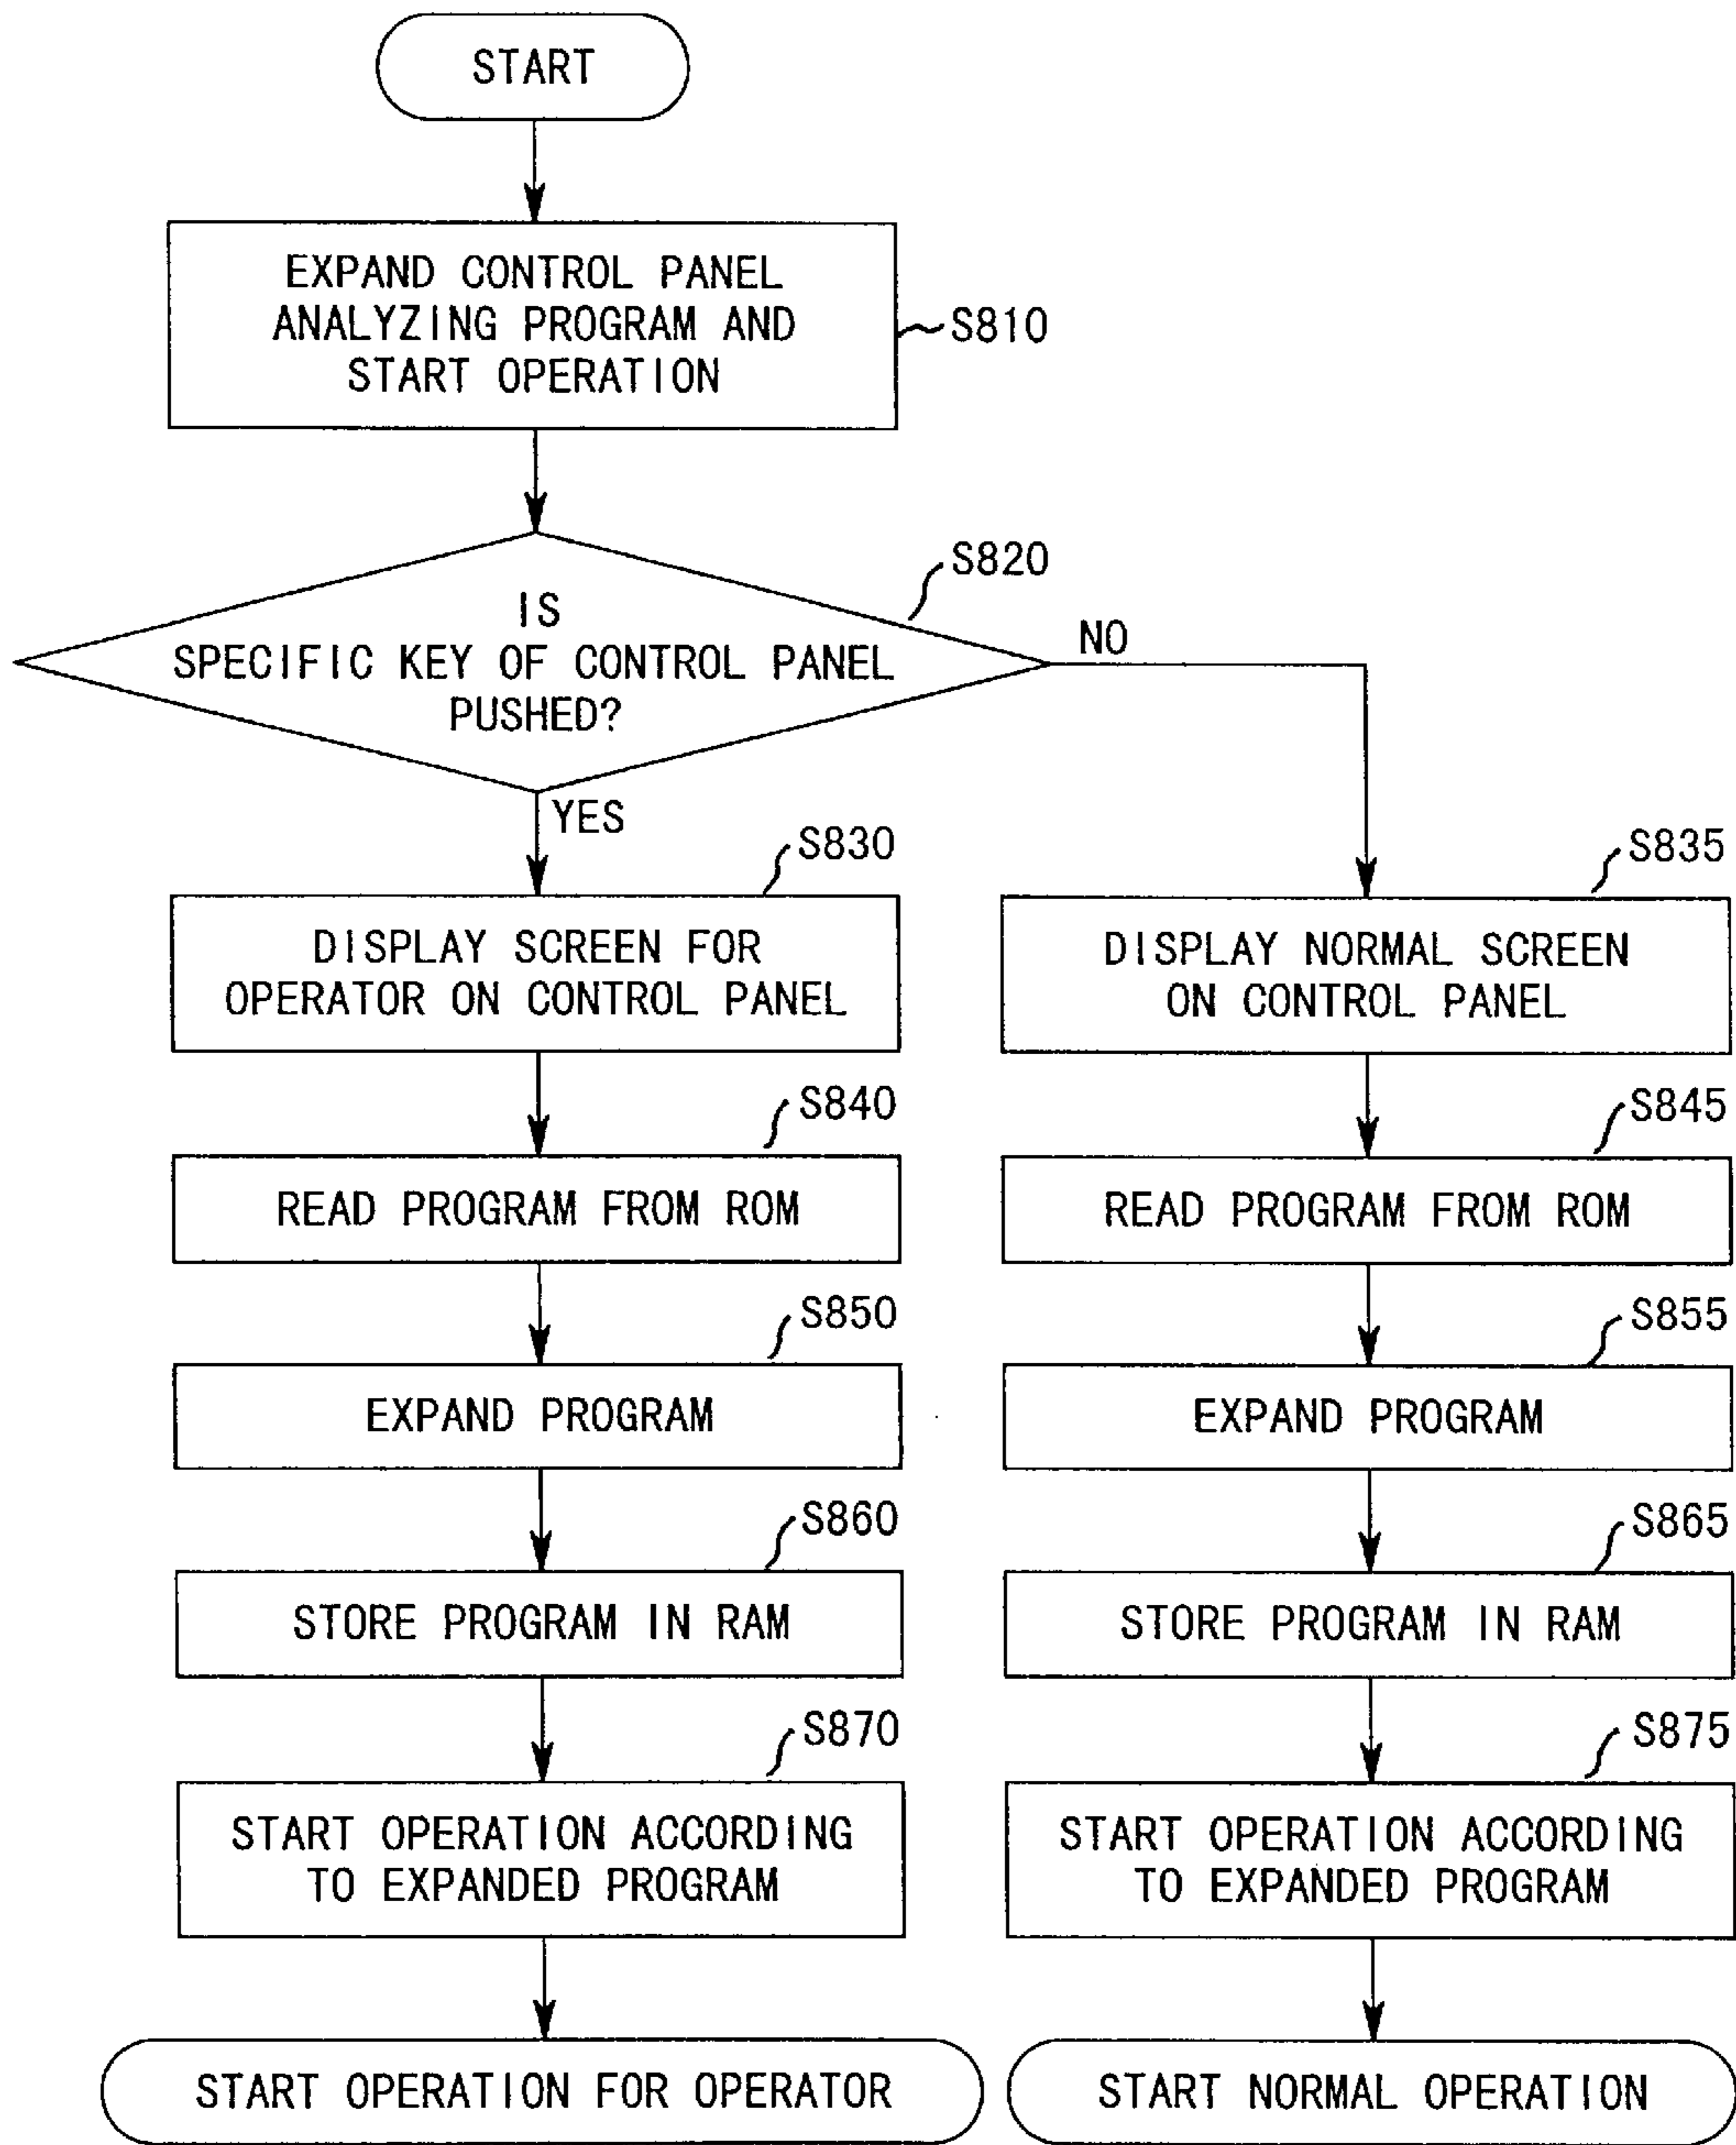 START
EXPAND CONTROL PANEL
ANALYZING PROGRAM AND
START OPERATION
S810
S820
IS
SPECIFIC KEY OF CONTROL PANEL
PUSHED?
NO
YES
S830
DISPLAY SCREEN FOR
OPERATOR ON CONTROL PANEL
S835
DISPLAY NORMAL SCREEN
ON CONTROL PANEL
S840
READ PROGRAM FROM ROM
S845
READ PROGRAM FROM ROM
S850
EXPAND PROGRAM
S855
EXPAND PROGRAM
S860
STORE PROGRAM IN RAM
S865
STORE PROGRAM IN RAM
S870
START OPERATION ACCORDING
TO EXPANDED PROGRAM
S875
START OPERATION ACCORDING
TO EXPANDED PROGRAM
START OPERATION FOR OPERATOR
START NORMAL OPERATION